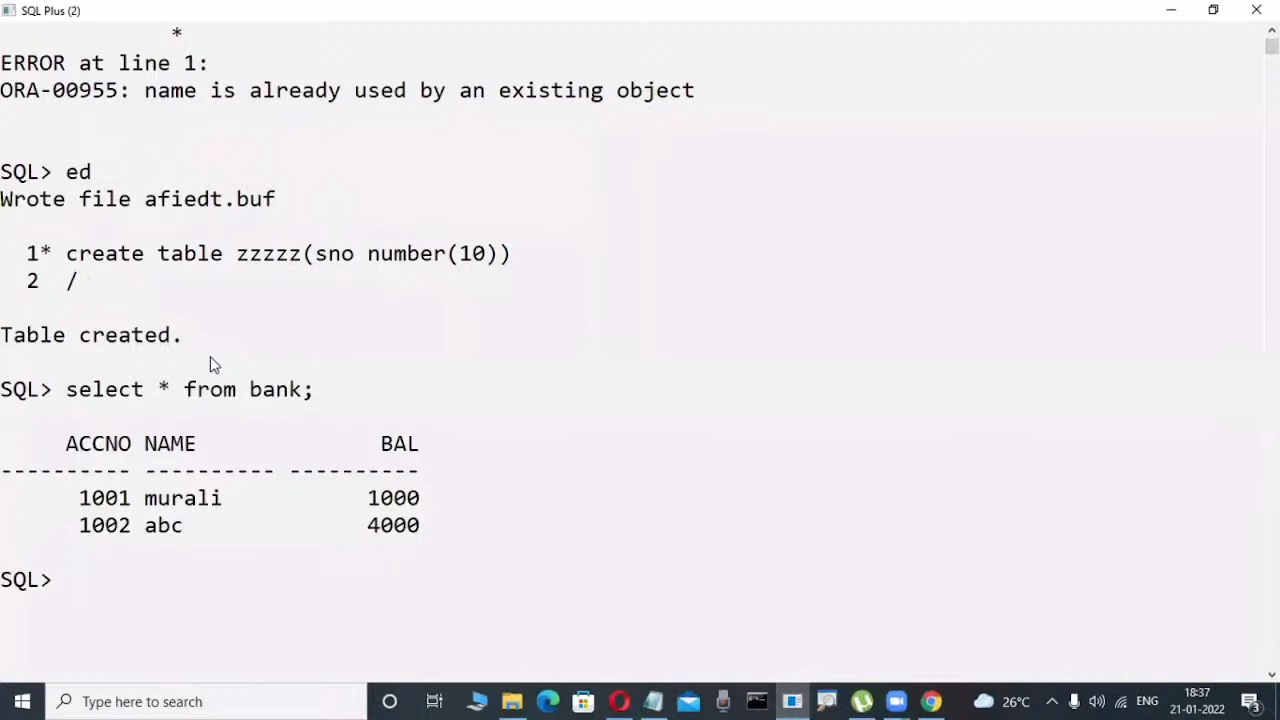 SQL Plus (2)
*
ERROR at line 1:
ORA-00955: name is already used by an existing object
SQL> ed
Wrote file afiedt.buf
1* create table zzzzz(sno number(10))
2 /
Table created.
SQL> select * from bank;
ACCNO NAME BAL
---------- ---------- ----------
1001 murali 1000
1002 abc 4000
SQL>
Type here to search
26°C
ENG
18:37
21-01-2022
3